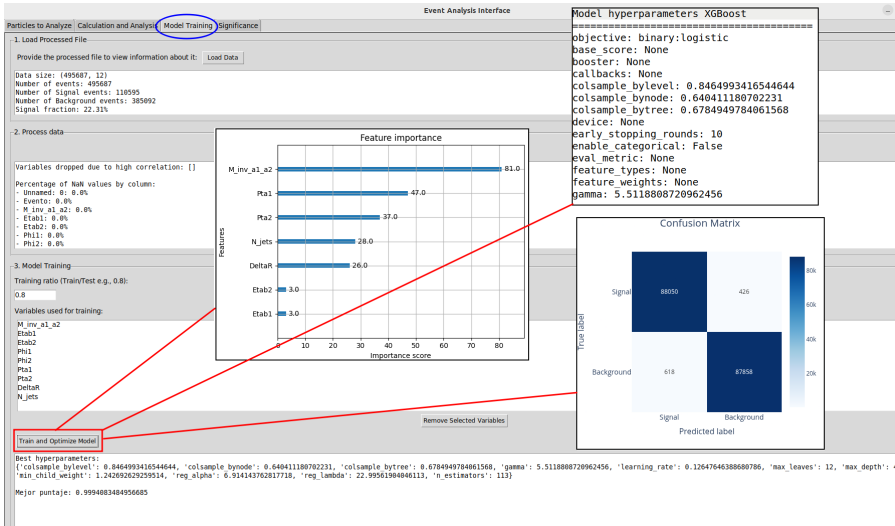 Event Analysis Interface
Particles to Analyze Calculation and Analysis Model Training Significance
1. Load Processed File
Provide the processed file to view information about it: Load Data
Data size: (495687, 12)
Number of events: 495687
Number of Signal events: 110595
Number of Background events: 385092
Signal fraction: 22.31%
2. Process data
Variables dropped due to high correlation: []
Percentage of NaN values by column:
- Unnamed: 0: 0.0%
- Evento: 0.0%
- M_inv_a1_a2: 0.0%
- Etab1: 0.0%
- Etab2: 0.0%
- Phi1: 0.0%
- Phi2: 0.0%
3. Model Training
Training ratio (Train/Test e.g., 0.8):
0.8
Variables used for training:
M_inv_a1_a2
Etab1
Etab2
Phi1
Phi2
Pta1
Pta2
DeltaR
N_jets
Remove Selected Variables
Train and Optimize Model
Best hyperparameters:
{'colsample_bylevel': 0.8464993416544644, 'colsample_bynode': 0.640411180702231, 'colsample_bytree': 0.6784949784061568, 'gamma': 5.5118808720962456, 'learning_rate': 0.12647646388680786, 'max_leaves': 12, 'max_depth':
'min_child_weight': 1.242692629259514, 'reg_alpha': 6.914143762817718, 'reg_lambda': 22.99561904046113, 'n_estimators': 113}
Mejor puntaje: 0.9994083484956685
Feature importance
Features
M_inv_a1_a2 81.0
Pta1 47.0
Pta2 37.0
N_jets 28.0
DeltaR 26.0
Etab2 3.0
Etab1 3.0
0 10 20 30 40 50 60 70 80
Importance score
Model hyperparameters XGBoost
========================================
objective: binary:logistic
base_score: None
booster: None
callbacks: None
colsample_bylevel: 0.8464993416544644
colsample_bynode: 0.640411180702231
colsample_bytree: 0.6784949784061568
device: None
early_stopping_rounds: 10
enable_categorical: False
eval_metric: None
feature_types: None
feature_weights: None
gamma: 5.5118808720962456
Confusion Matrix
True label
Signal 88050 426
Background 618 87858
Signal Background
Predicted label
80k
60k
40k
20k